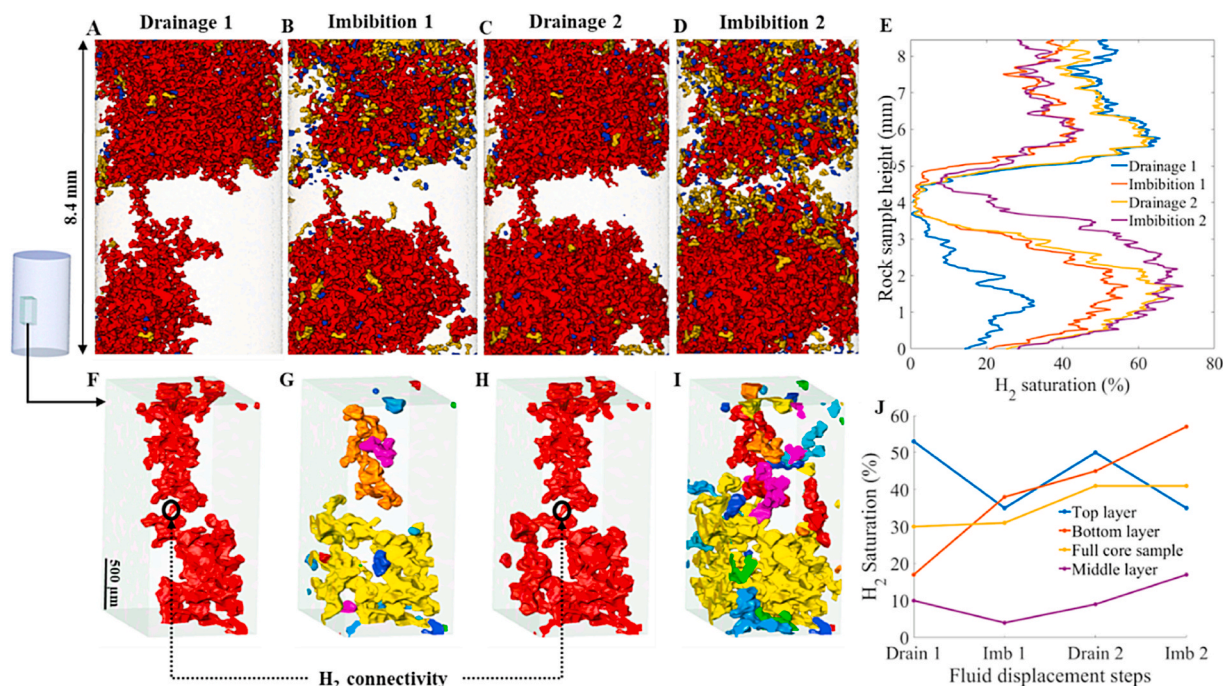 A Drainage 1
B Imbibition 1
C Drainage 2
D Imbibition 2
8.4 mm
E
Rock sample height (mm)
8
7
6
5
4
3
2
1
0
Drainage 1
Imbibition 1
Drainage 2
Imbibition 2
0 20 40 60 80
H₂ saturation (%)
F
G
H
I
500 µm
H₂ connectivity
J
H₂ Saturation (%)
60
50
40
30
20
10
0
Top layer
Bottom layer
Full core sample
Middle layer
Drain 1 Imb 1 Drain 2 Imb 2
Fluid displacement steps